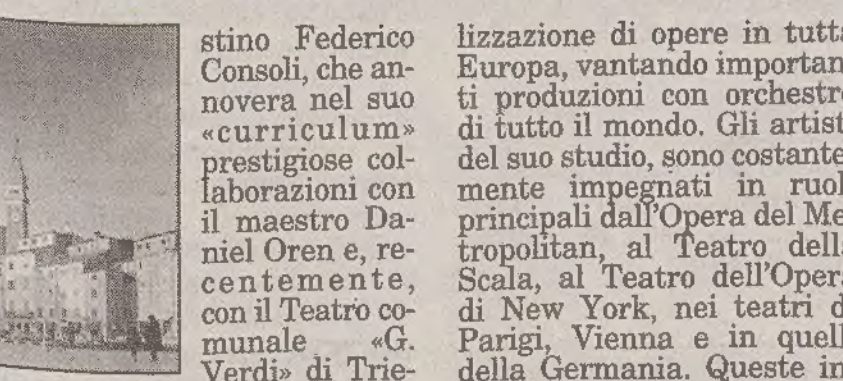 stino Federico
Consoli, che an-
novera nel suo
«curriculum»
prestigiose col-
laborazioni con
il maestro Da-
niel Oren e, re-
centemente,
con il Teatro co-
munale «G.
Verdi» di Trie-
lizzazione di opere in tutta
Europa, vantando importan
ti produzioni con orchestre
di tutto il mondo. Gli artist
del suo studio, sono costante
mente impegnati in ruol
principali dall'Opera del Me
tropolitan, al Teatro della
Scala, al Teatro dell'Opera
di New York, nei teatri d
Parigi, Vienna e in quell
della Germania. Queste in